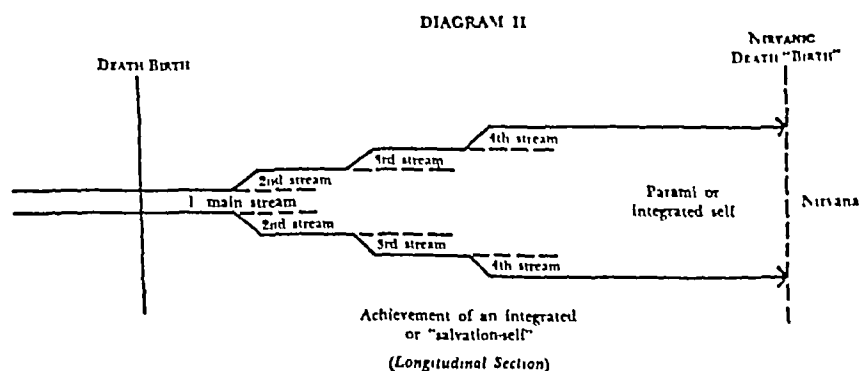 DIAGRAM II
DEATH BIRTH
NIRVANIC
DEATH "BIRTH"
4th stream
3rd stream
2nd stream
1 main stream
2nd stream
3rd stream
4th stream
Parami or
integrated self
Nirvana
Achievement of an integrated
or "salvation-self"
(Longitudinal Section)